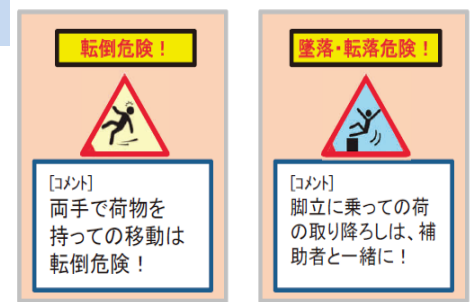 転倒危険！
[ｺﾒﾝﾄ]
両手で荷物を
持っての移動は
転倒危険！
墜落・転落危険！
[ｺﾒﾝﾄ]
脚立に乗っての荷
の取り降ろしは、補
助者と一緒に！